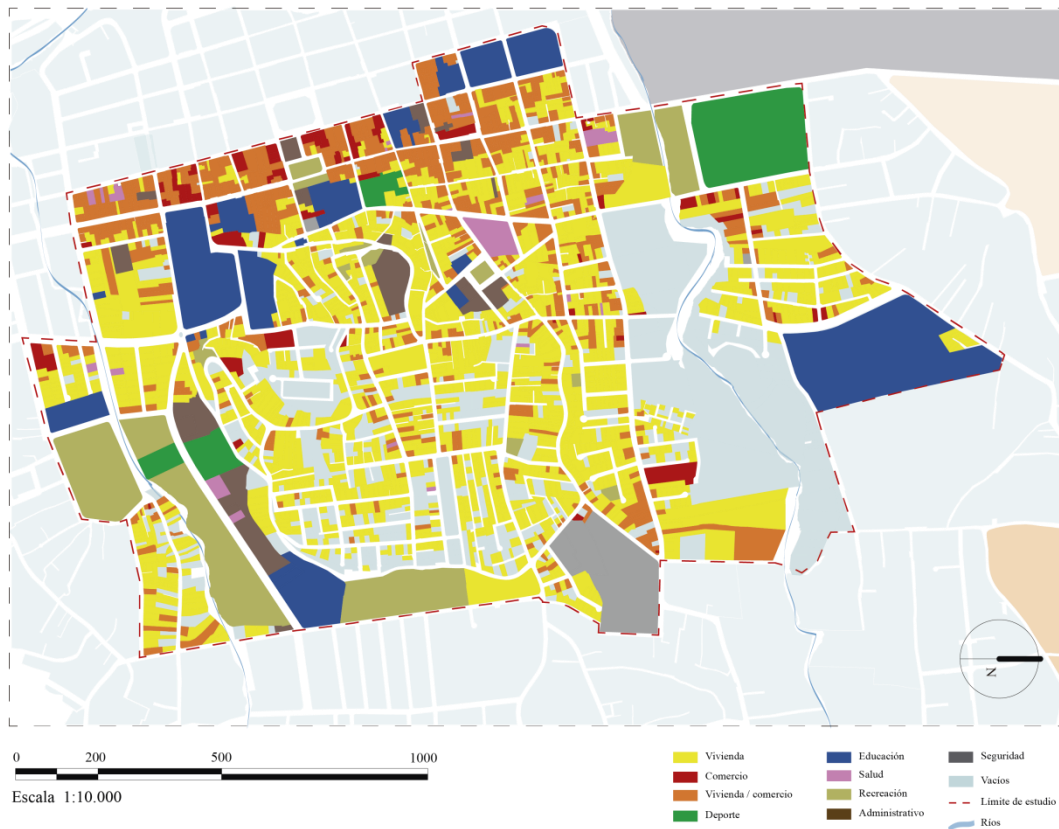 N
0 200 500 1000
Escala 1:10.000
Vivienda
Comercio
Vivienda / comercio
Deporte
Educación
Salud
Recreación
Administrativo
Seguridad
Vacíos
Límite de estudio
Ríos